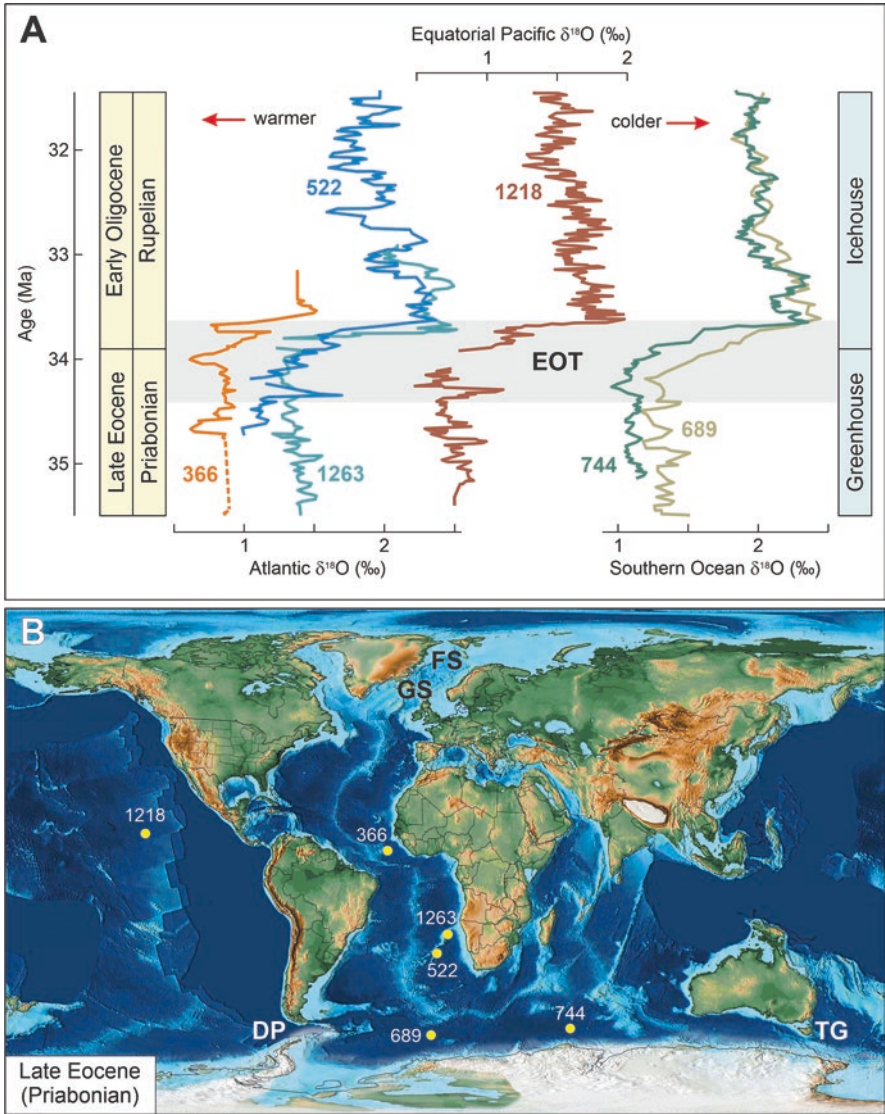 A
Equatorial Pacific δ¹⁸O (‰)
1
2
warmer
colder
Age (Ma)
32
33
34
35
Early Oligocene
Rupelian
Late Eocene
Priabonian
522
1218
EOT
366
1263
744
689
Icehouse
Greenhouse
1
2
Atlantic δ¹⁸O (‰)
1
2
Southern Ocean δ¹⁸O (‰)
B
FS
GS
1218
366
1263
522
744
689
DP
TG
Late Eocene
(Priabonian)